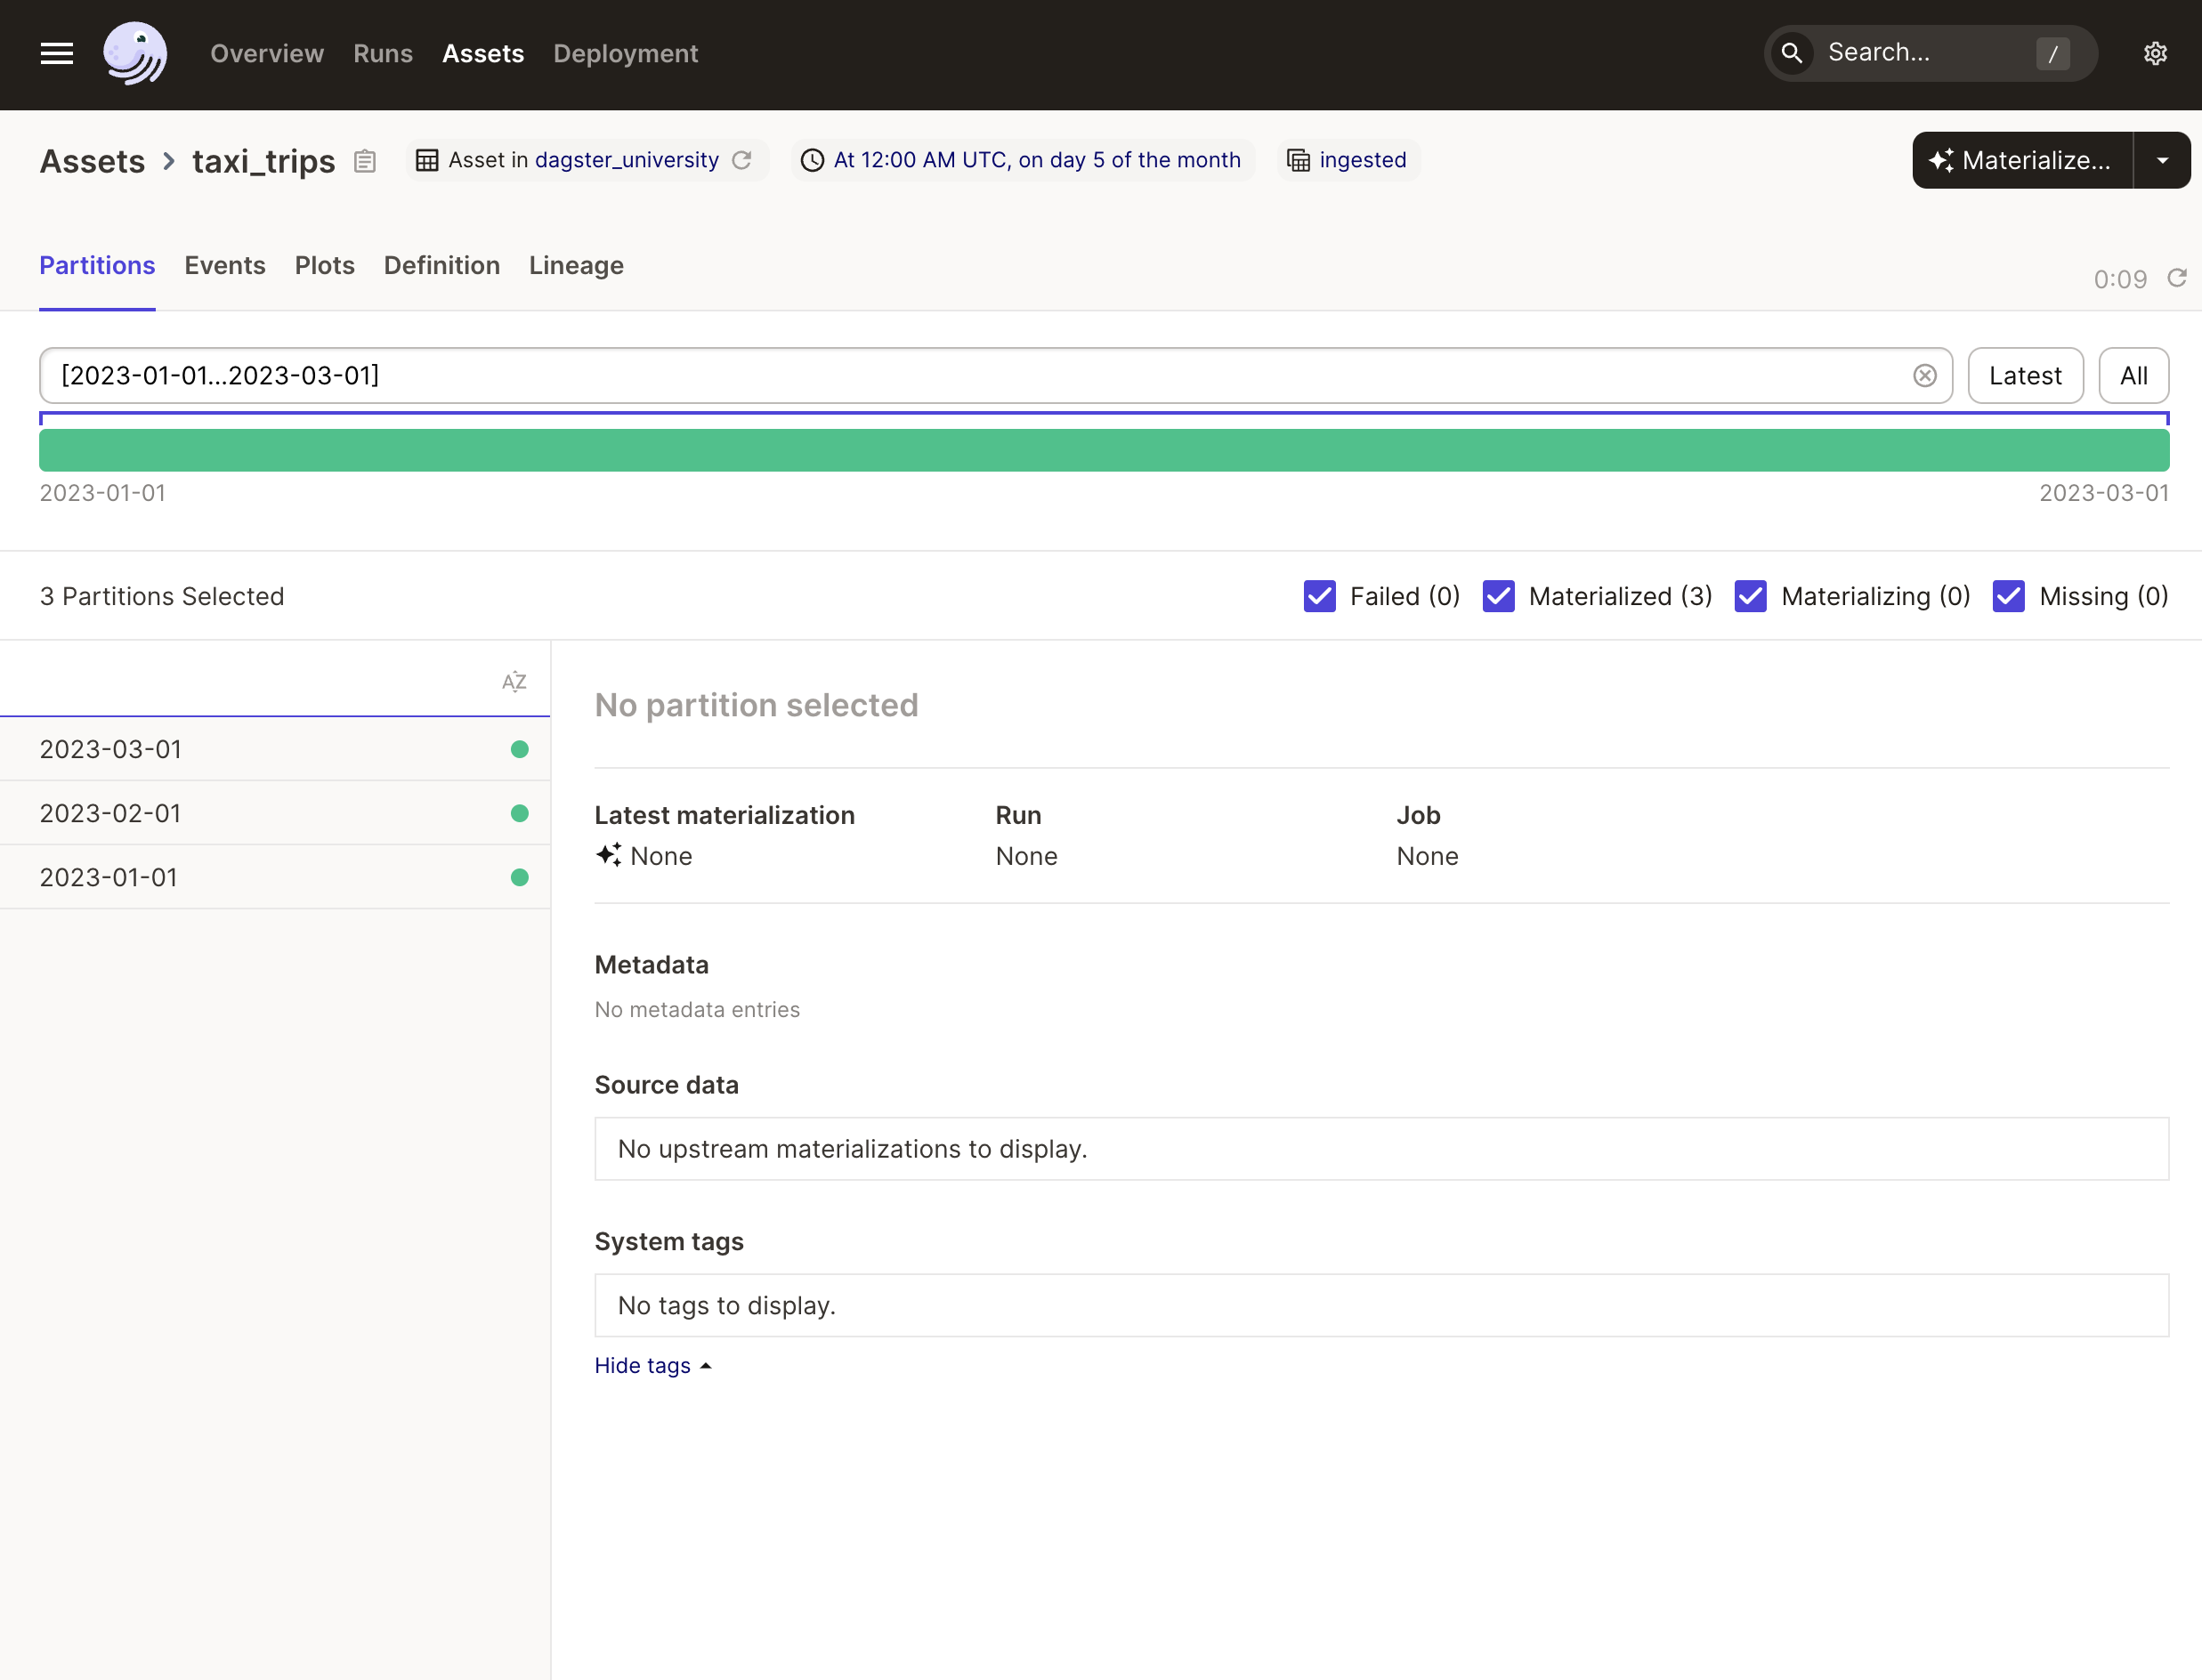 Overview Runs Assets Deployment Search... /
Assets > taxi_trips Asset in dagster_university At 12:00 AM UTC, on day 5 of the month ingested Materialize...
Partitions Events Plots Definition Lineage 0:09
[2023-01-01...2023-03-01] Latest All
2023-01-01 2023-03-01
3 Partitions Selected Failed (0) Materialized (3) Materializing (0) Missing (0)
AZ
2023-03-01
2023-02-01
2023-01-01
No partition selected
Latest materialization Run Job
None None None
Metadata
No metadata entries
Source data
No upstream materializations to display.
System tags
No tags to display.
Hide tags